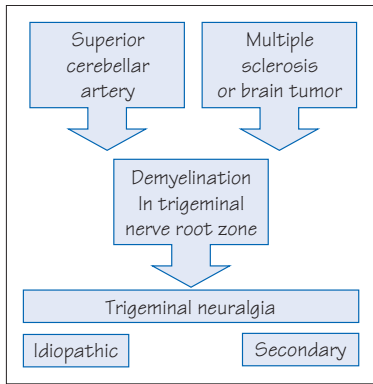 Superior
cerebellar
artery
Multiple
sclerosis
or brain tumor
Demyelination
In trigeminal
nerve root zone
Trigeminal neuralgia
Idiopathic
Secondary